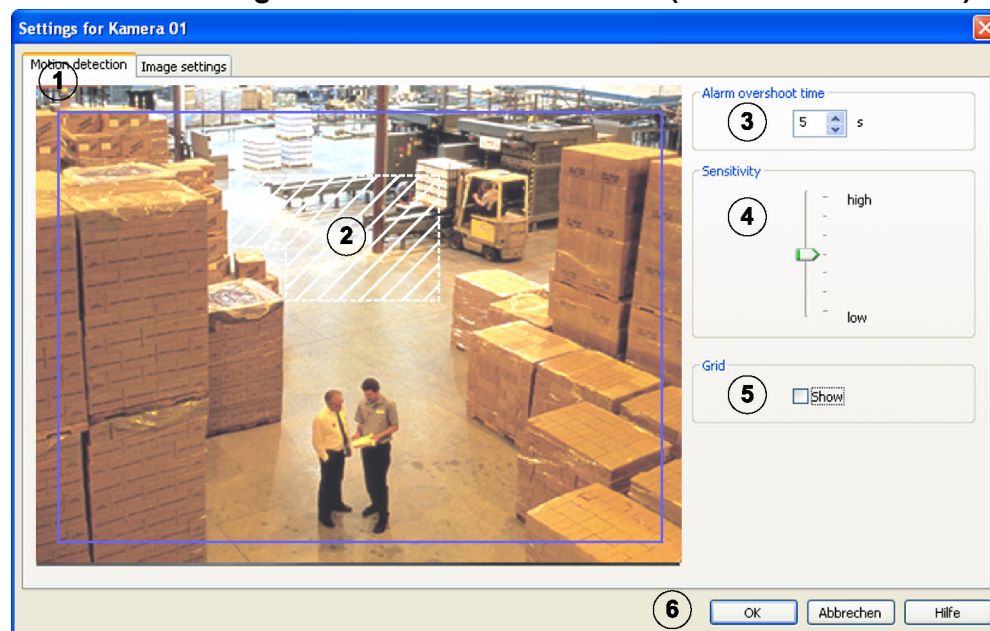 Settings for Kamera 01
Motion detection
Image settings
1
Alarm overshoot time
3
5
s
Sensitivity
4
high
low
2
Grid
5
Show
6
OK
Abbrechen
Hilfe